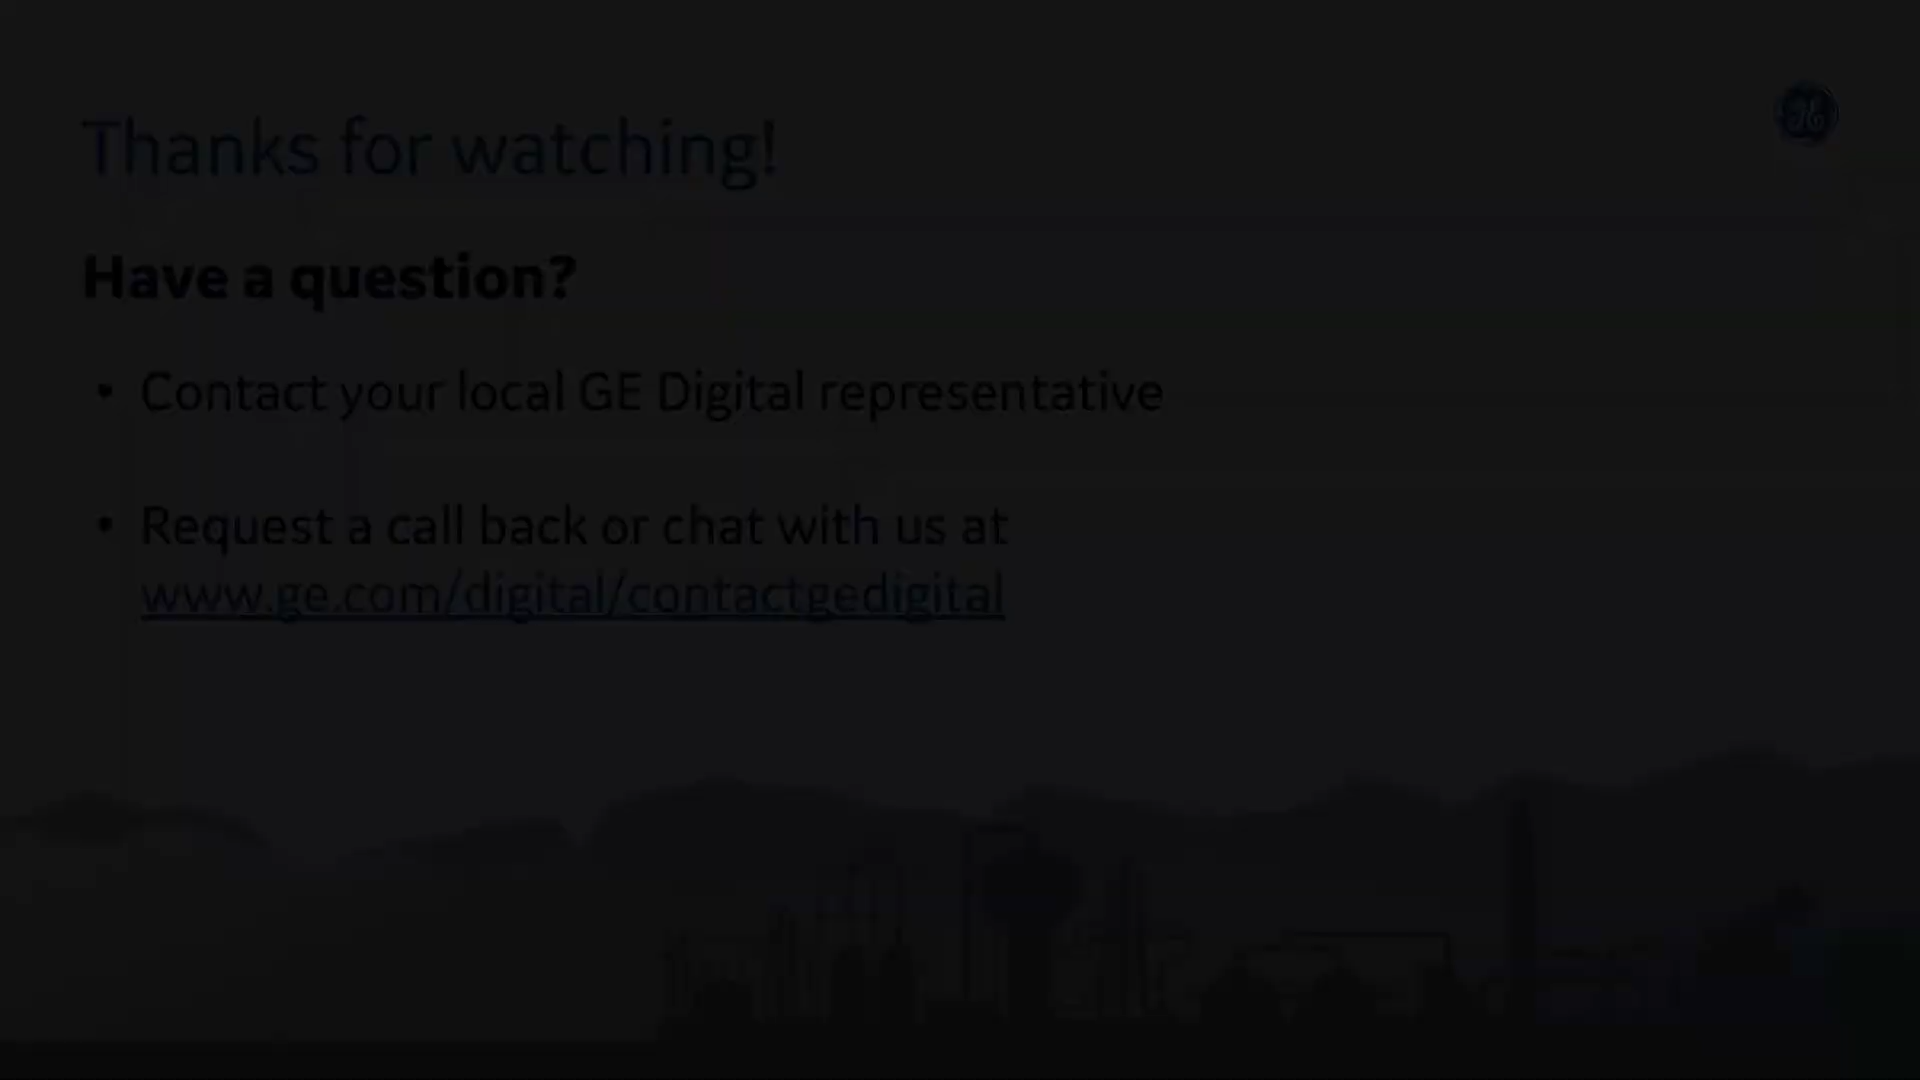 Thanks for watching!
Have a question?
• Contact your local GE Digital representative
• Request a call back or chat with us at
www.ge.com/digital/contactgedigital